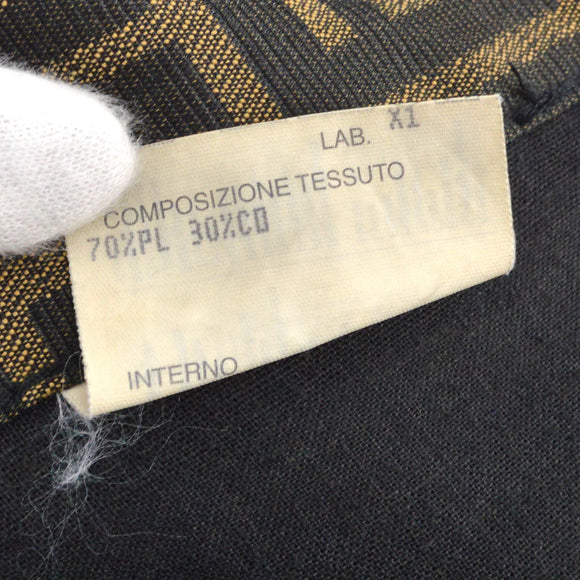 LAB. X1
COMPOSIZIONE TESSUTO
70%PL 30%CO
INTERNO